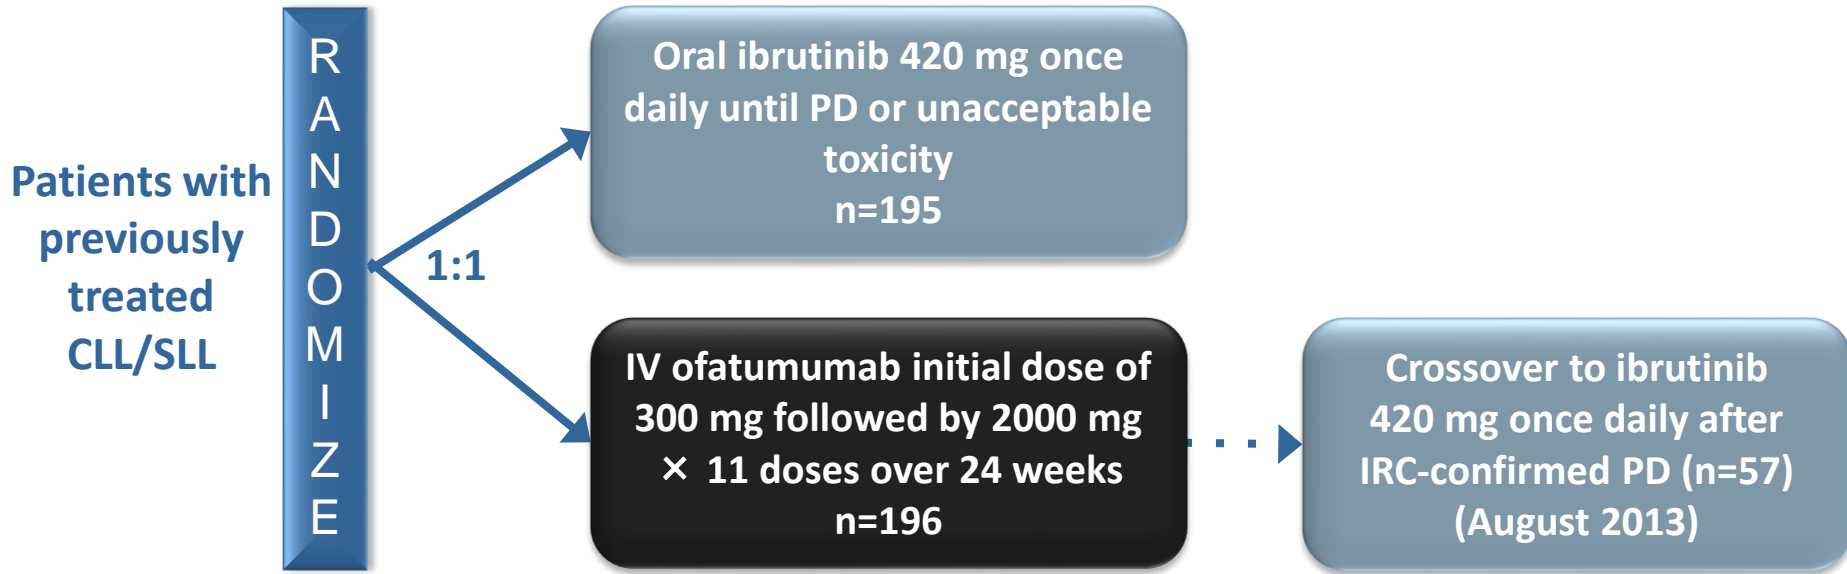 Patients with
previously
treated
CLL/SLL
RANDOMIZE
1:1
Oral ibrutinib 420 mg once
daily until PD or unacceptable
toxicity
n=195
IV ofatumumab initial dose of
300 mg followed by 2000 mg
× 11 doses over 24 weeks
n=196
Crossover to ibrutinib
420 mg once daily after
IRC-confirmed PD (n=57)
(August 2013)